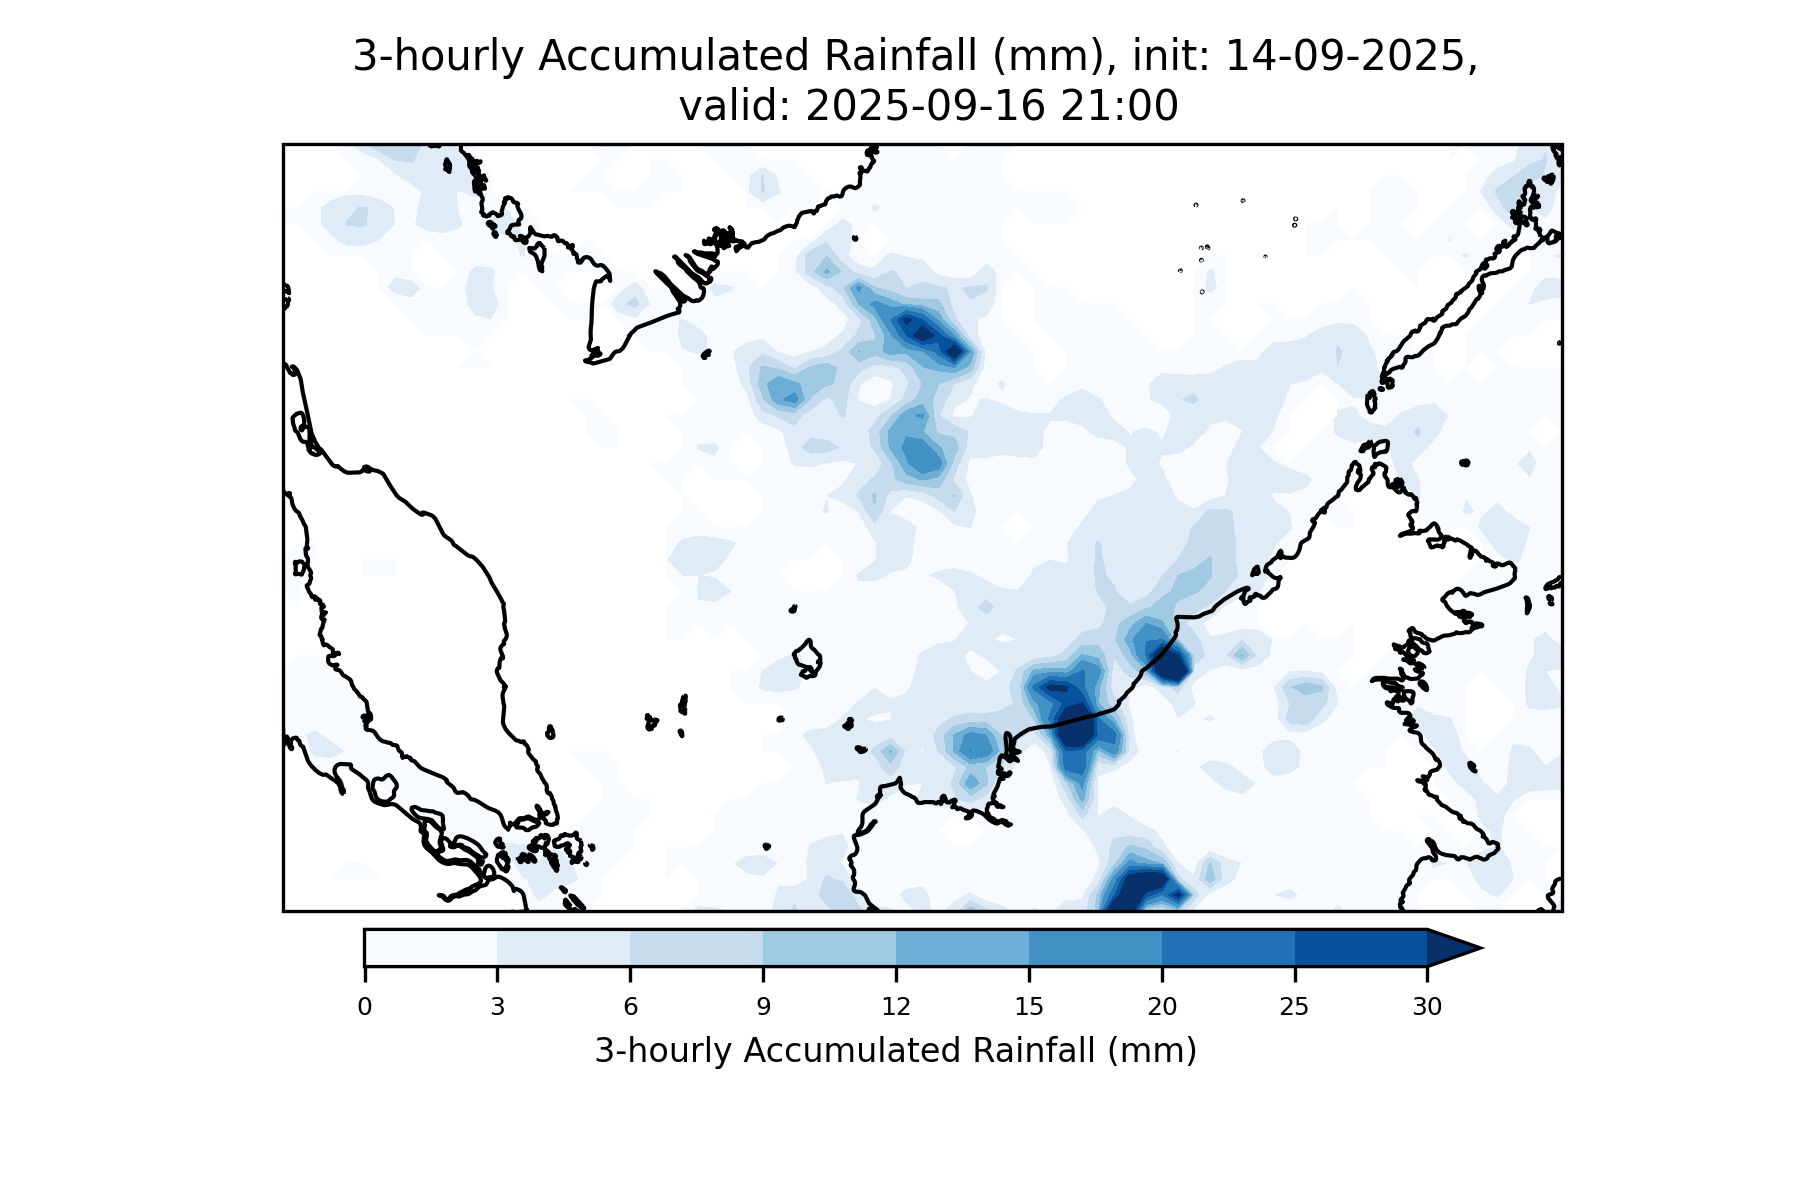 3-hourly Accumulated Rainfall (mm), init: 14-09-2025,
valid: 2025-09-16 21:00
0 3 6 9 12 15 20 25 30
3-hourly Accumulated Rainfall (mm)